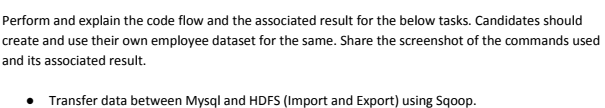 Perform and explain the code flow and the associated result for the below tasks. Candidates should
create and use their own employee dataset for the same. Share the screenshot of the commands used
and its associated result.
● Transfer data between Mysql and HDFS (Import and Export) using Sqoop.